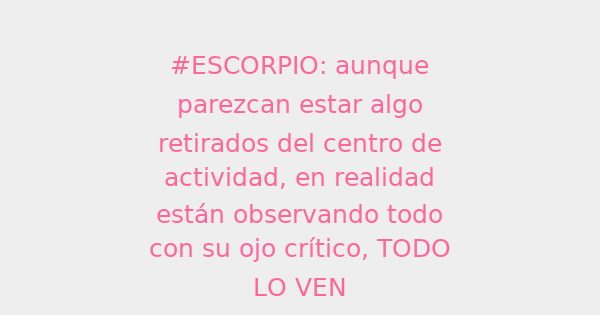 #ESCORPIO: aunque
parezcan estar algo
retirados del centro de
actividad, en realidad
están observando todo
con su ojo crítico, TODO
LO VEN